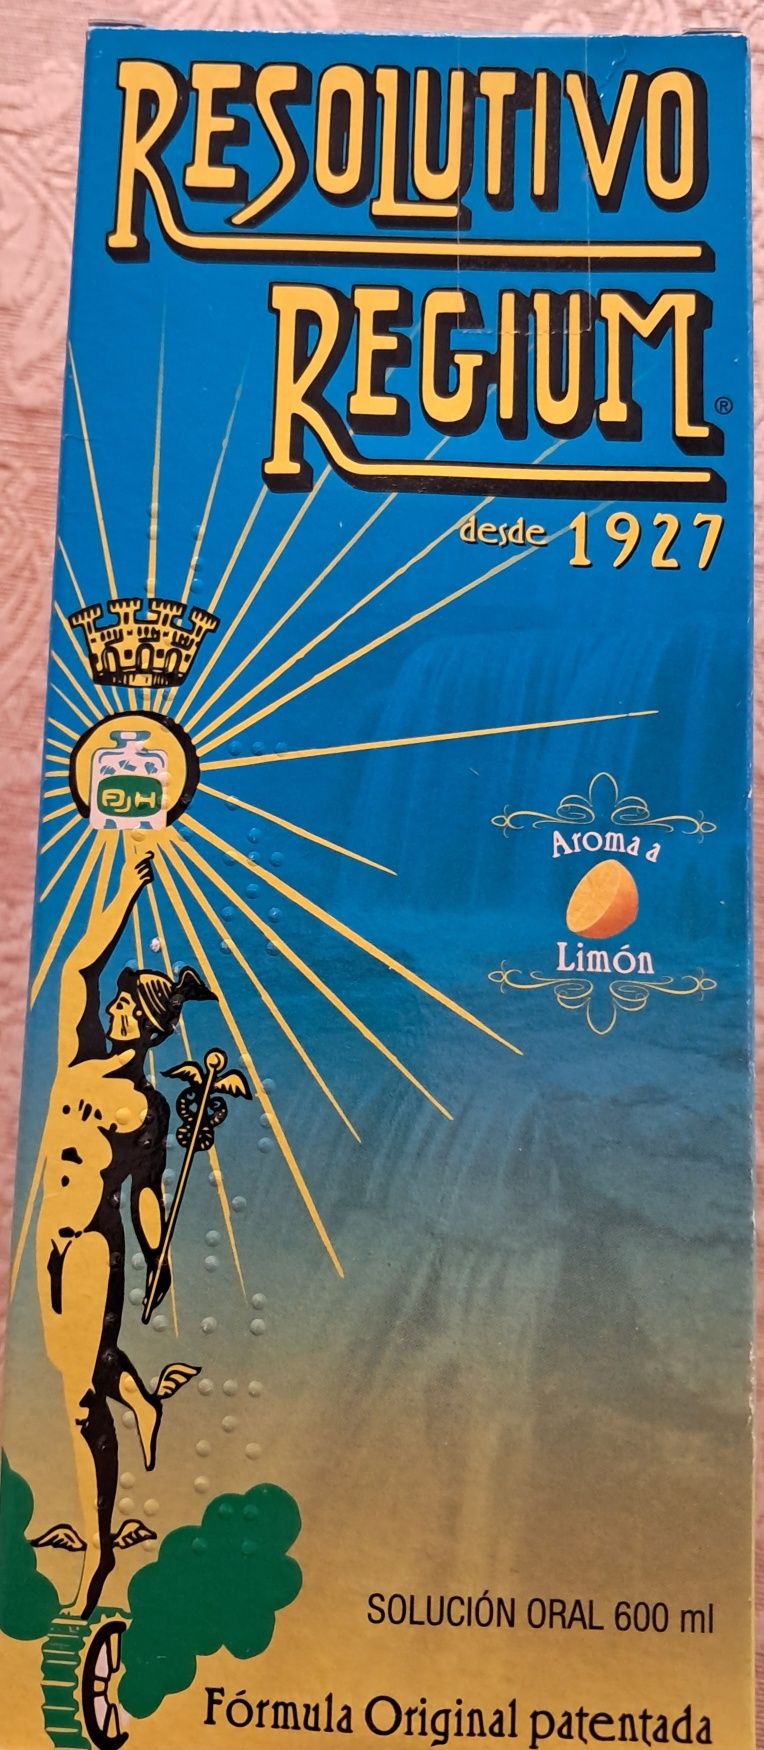 RESOLUTIVO
REGIUM®
desde 1927
PJH
Aroma a
Limón
SOLUCIÓN ORAL 600 ml
Fórmula Original patentada